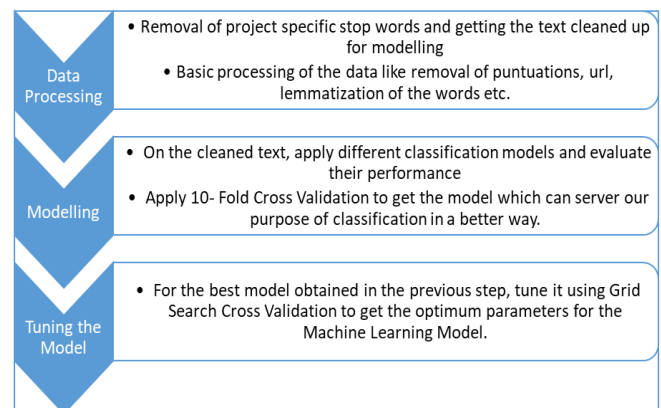 Data
Processing
• Removal of project specific stop words and getting the text cleaned up
for modelling
• Basic processing of the data like removal of puntuations, url,
lemmatization of the words etc.
Modelling
• On the cleaned text, apply different classification models and evaluate
their performance
• Apply 10- Fold Cross Validation to get the model which can server our
purpose of classification in a better way.
Tuning the
Model
• For the best model obtained in the previous step, tune it using Grid
Search Cross Validation to get the optimum parameters for the
Machine Learning Model.